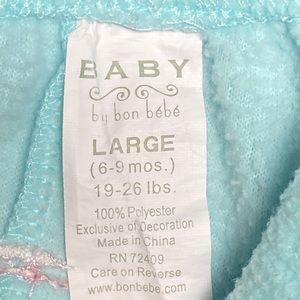 BABY
by bon bébé
LARGE
(6-9 mos.)
19-26 lbs.
100% Polyester
Exclusive of Decoration
Made in China
RN 72409
Care on Reverse
www.bonbebe.com